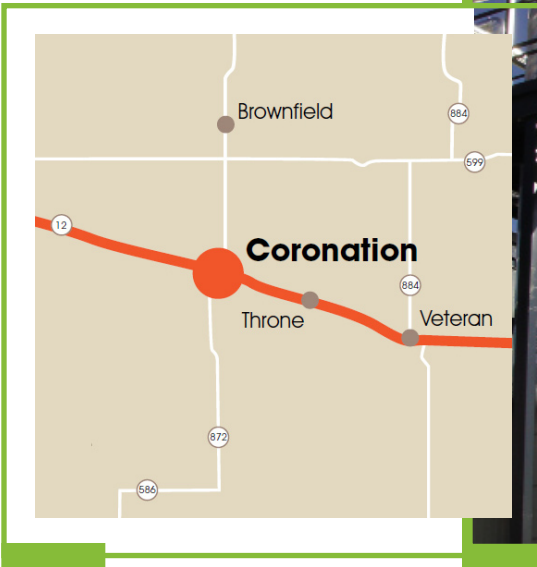 Brownfield
884
599
12
Coronation
884
Throne
Veteran
872
586